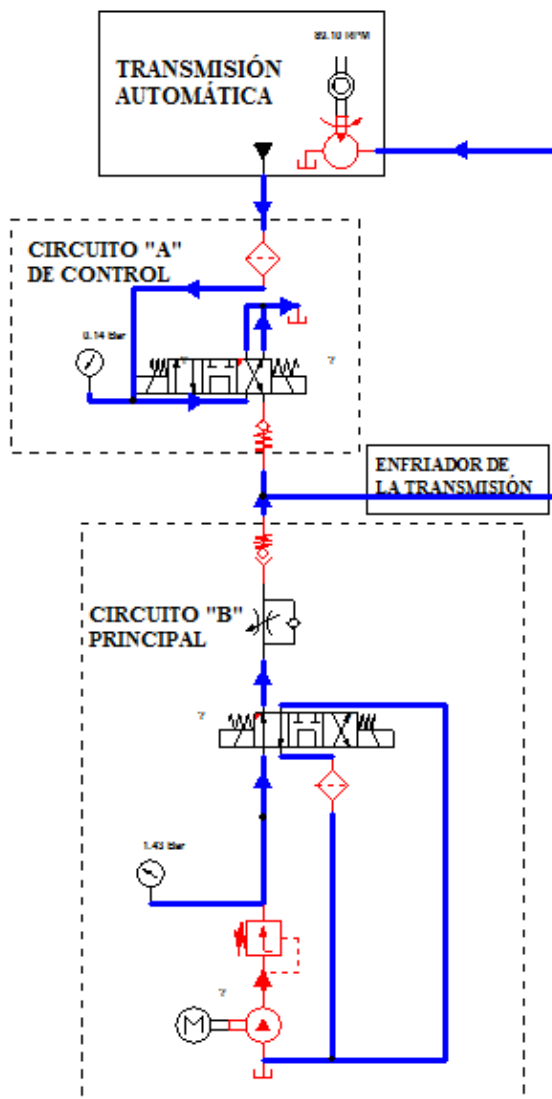 89.10 RPM
TRANSMISIÓN
AUTOMÁTICA
CIRCUITO "A"
DE CONTROL
0.14 Bar
?
?
ENFRIADOR DE
LA TRANSMISIÓN
CIRCUITO "B"
PRINCIPAL
?
1.43 Bar
?
M